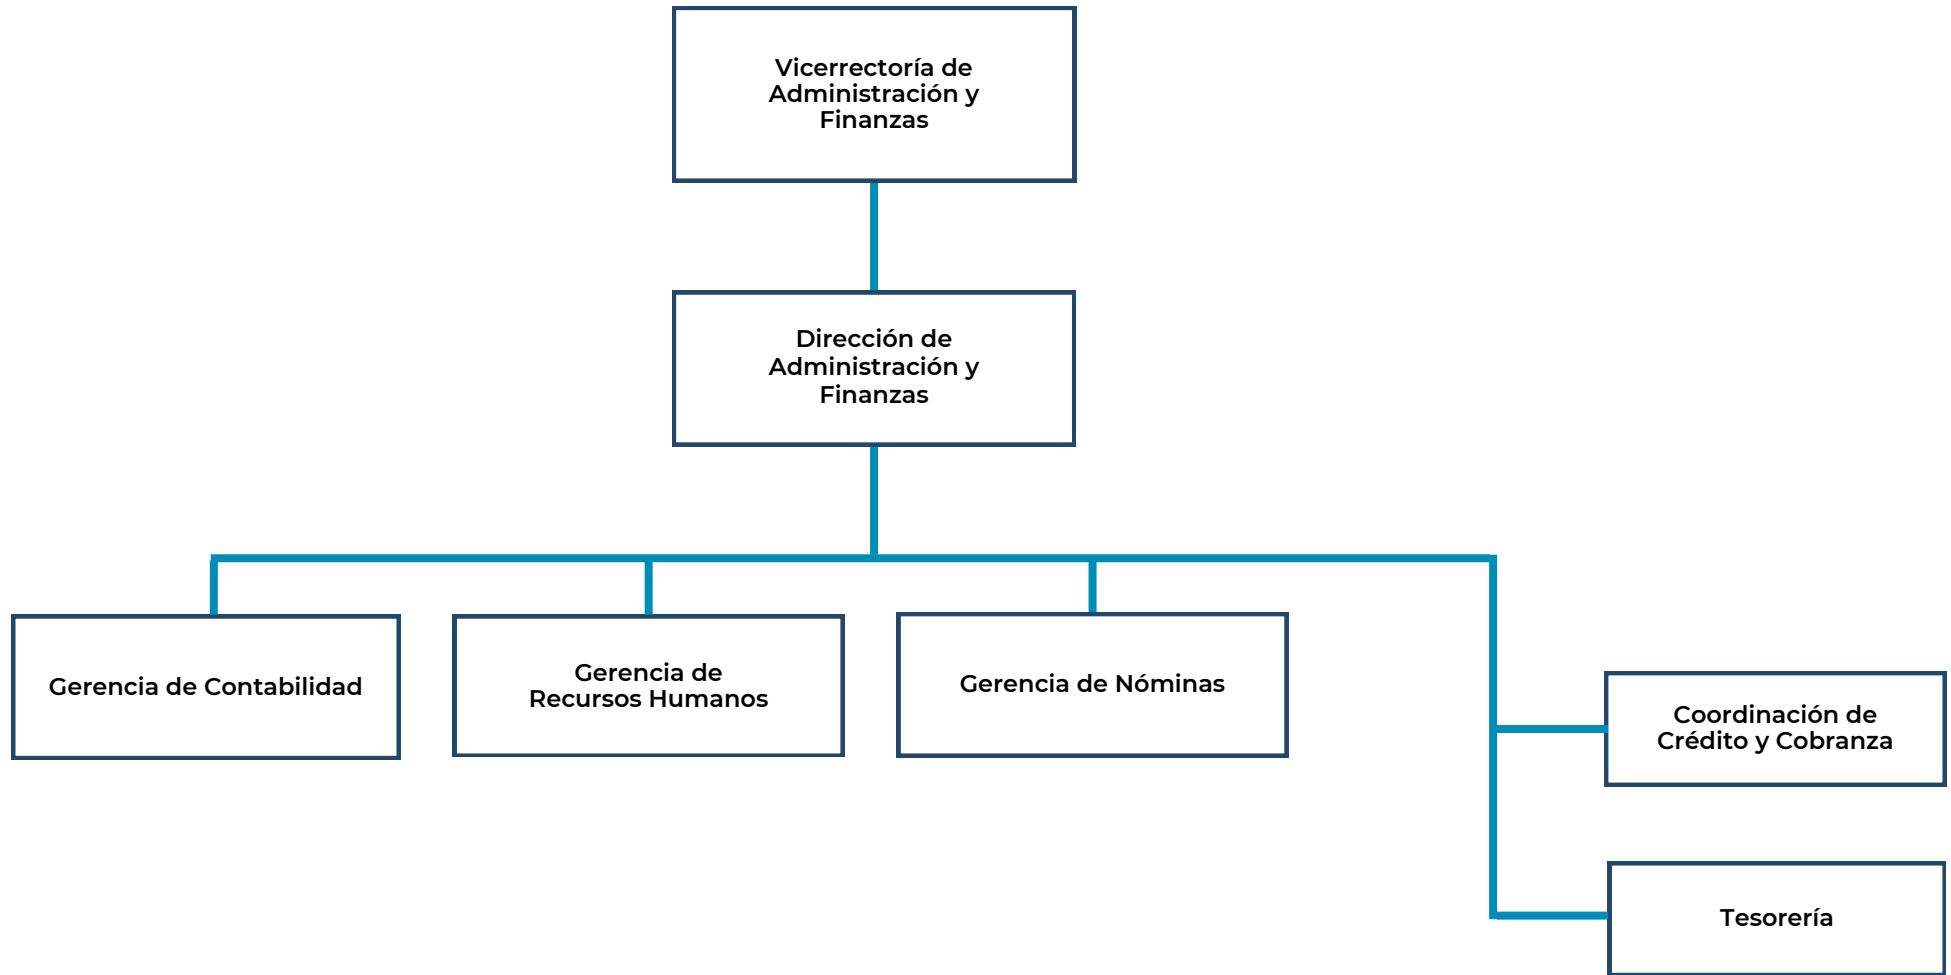 Vicerrectoría de
Administración y
Finanzas
Dirección de
Administración y
Finanzas
Gerencia de Contabilidad
Gerencia de
Recursos Humanos
Gerencia de Nóminas
Coordinación de
Crédito y Cobranza
Tesorería